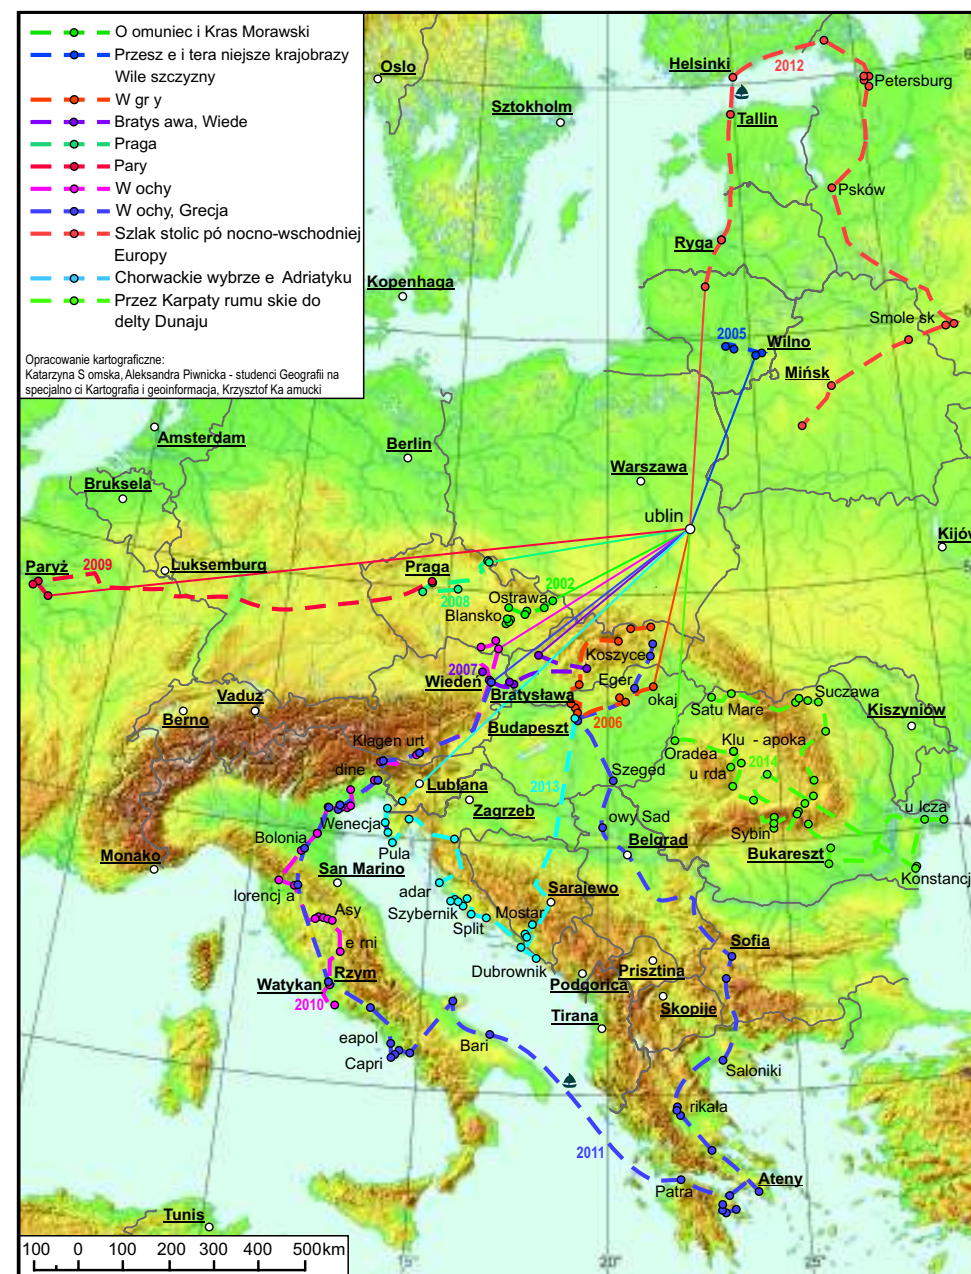 O omuniec i Kras Morawski
Przesz e i tera niejsze krajobrazy
Wile szczyzny
W gr y
Bratys awa, Wiede
Praga
Pary
W ochy
W ochy, Grecja
Szlak stolic pó nocno-wschodniej
Europy
Chorwackie wybrze e Adriatyku
Przez Karpaty rumu skie do
delty Dunaju
Opracowanie kartograficzne:
Katarzyna S omska, Aleksandra Piwnicka - studenci Geografii na
specjalno ci Kartografia i geoinformacja, Krzysztof Ka amucki
Oslo
Helsinki
2012
Petersburg
Sztokholm
Tallin
Psków
Ryga
Kopenhaga
Smole sk
2005
Wilno
Mińsk
Amsterdam
Berlin
Warszawa
Bruksela
ublin
Kijów
Paryż
2009
Luksemburg
Praga
2008
2002
Ostrawa
Blansko
Koszyce
2007
Wiedeń
Eger
Bratysława
okaj
Vaduz
Berno
Satu Mare
Suczawa
Kiszyniów
Budapeszt
2006
Klagen urt
Klu - apoka
Oradea
2014
u rda
dine
Lublana
2013
Szeged
Zagrzeb
owy Sad
u lcza
Wenecja
Bolonia
Pula
Sybin
Belgrad
Bukareszt
Monako
San Marino
Konstancj
lorencj a
adar
Sarajewo
Szybernik
Mostar
Asy
Split
e rni
Sofia
Dubrownik
Prisztina
Watykan
Rzym
Podgorica
2010
Skopije
Tirana
eapol
Bari
Capri
Saloniki
rikala
2011
Patra
Ateny
Tunis
100 0 100 200 300 400 500km
15°
20°
25°